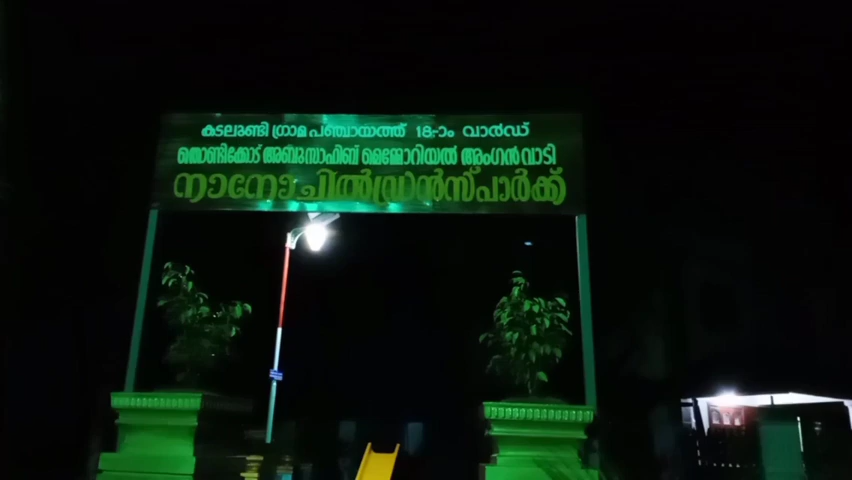 കടലുണ്ടി ഗ്രാമ പഞ്ചായത്ത് 18-ാം വാർഡ്
തൊണ്ടിക്കോട് അബുസാഹിബ് മെമ്മോറിയൽ അംഗൻവാടി
നാനോചിൽഡ്രൻസ്പാർക്ക്